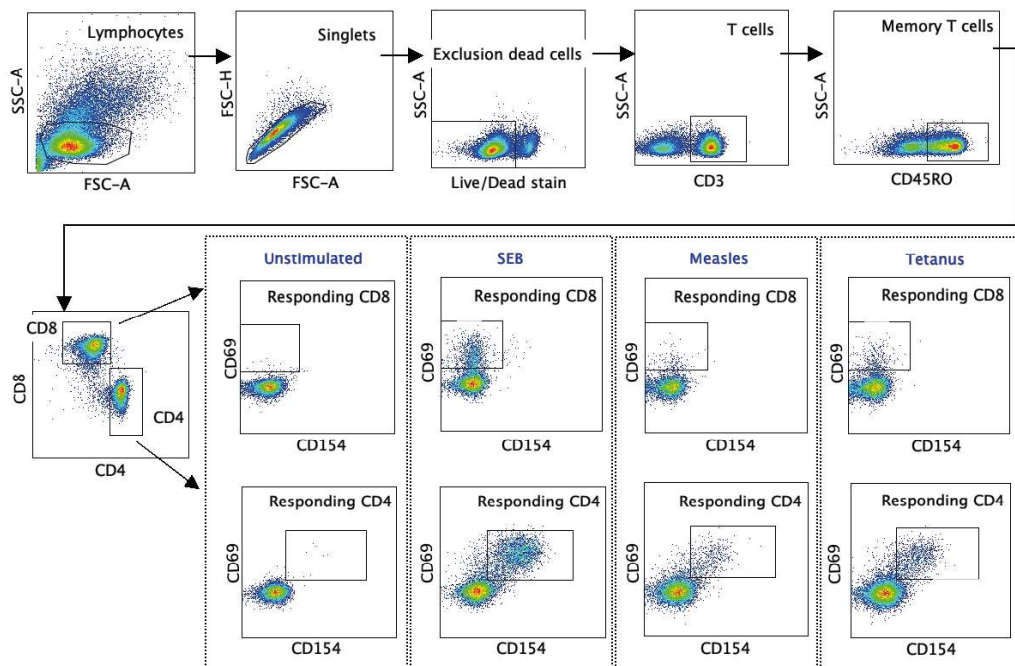 Lymphocytes
SSC-A
FSC-A
Singlets
FSC-H
FSC-A
Exclusion dead cells
SSC-A
Live/Dead stain
T cells
SSC-A
CD3
Memory T cells
SSC-A
CD45RO
CD8
CD8
CD4
CD4
Unstimulated
SEB
Measles
Tetanus
Responding CD8
CD69
CD154
Responding CD8
CD69
CD154
Responding CD8
CD69
CD154
Responding CD8
CD69
CD154
Responding CD4
CD69
CD154
Responding CD4
CD69
CD154
Responding CD4
CD69
CD154
Responding CD4
CD69
CD154